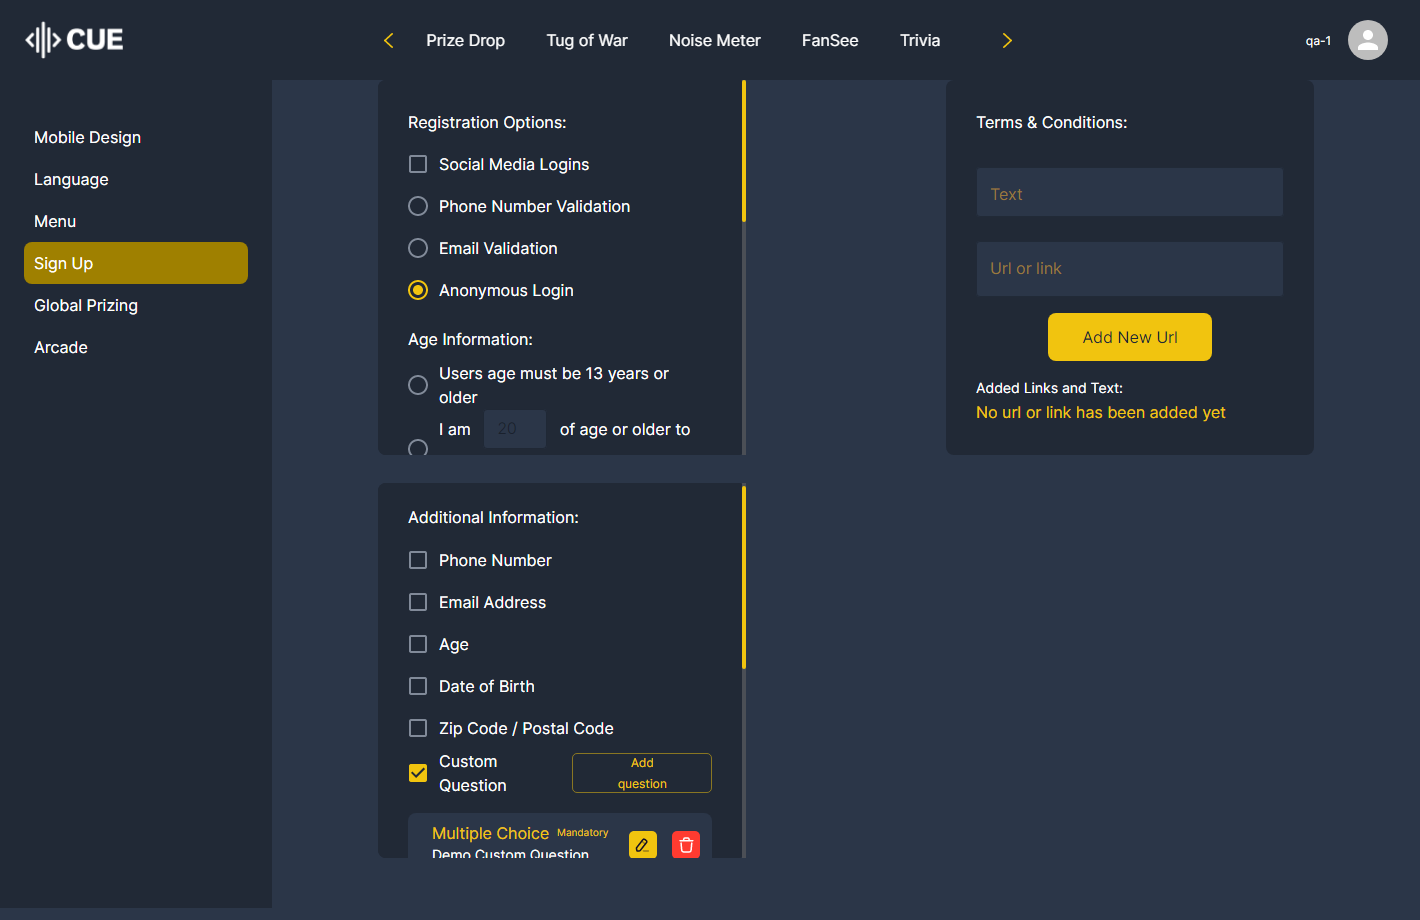 CUE
Prize Drop
Tug of War
Noise Meter
FanSee
Trivia
qa-1
Mobile Design
Language
Menu
Sign Up
Global Prizing
Arcade
Registration Options:
Social Media Logins
Phone Number Validation
Email Validation
Anonymous Login
Age Information:
Users age must be 13 years or
older
I am 20 of age or older to
Additional Information:
Phone Number
Email Address
Age
Date of Birth
Zip Code / Postal Code
Custom
Question
Add
question
Multiple Choice Mandatory
Demo Custom Question
Terms & Conditions:
Text
Url or link
Add New Url
Added Links and Text:
No url or link has been added yet